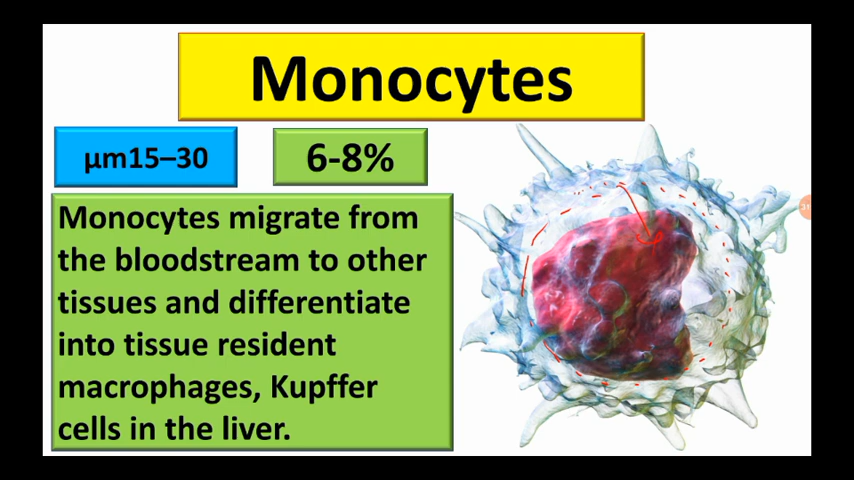 Monocytes
µm15–30
6-8%
Monocytes migrate from
the bloodstream to other
tissues and differentiate
into tissue resident
macrophages, Kupffer
cells in the liver.